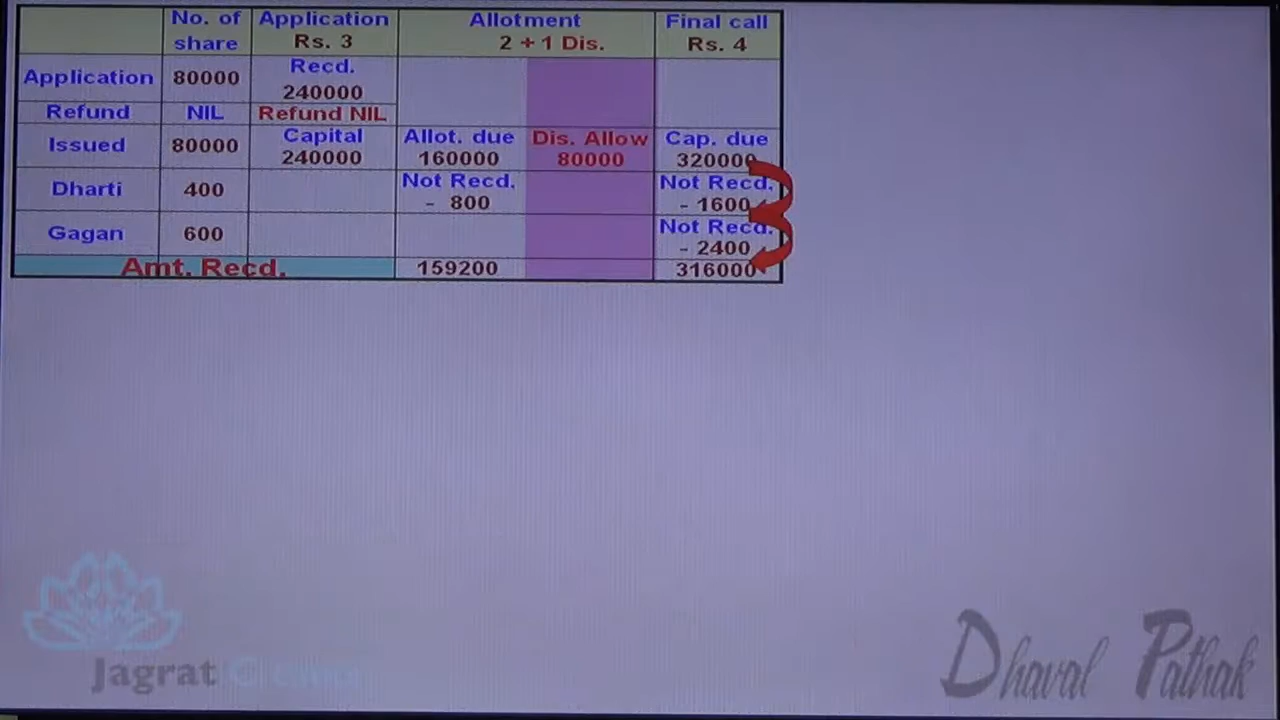 No. of share Application Rs. 3 Allotment 2 + 1 Dis. Final call Rs. 4
Application 80000 Recd. 240000
Refund NIL Refund NIL
Issued 80000 Capital 240000 Allot. due 160000 Dis. Allow 80000 Cap. due 320000
Dharti 400 Not Recd. - 800 Not Recd. - 1600
Gagan 600 Not Recd. - 2400
Amt. Recd. 159200 316000
Jagrat
Dhaval Pathak